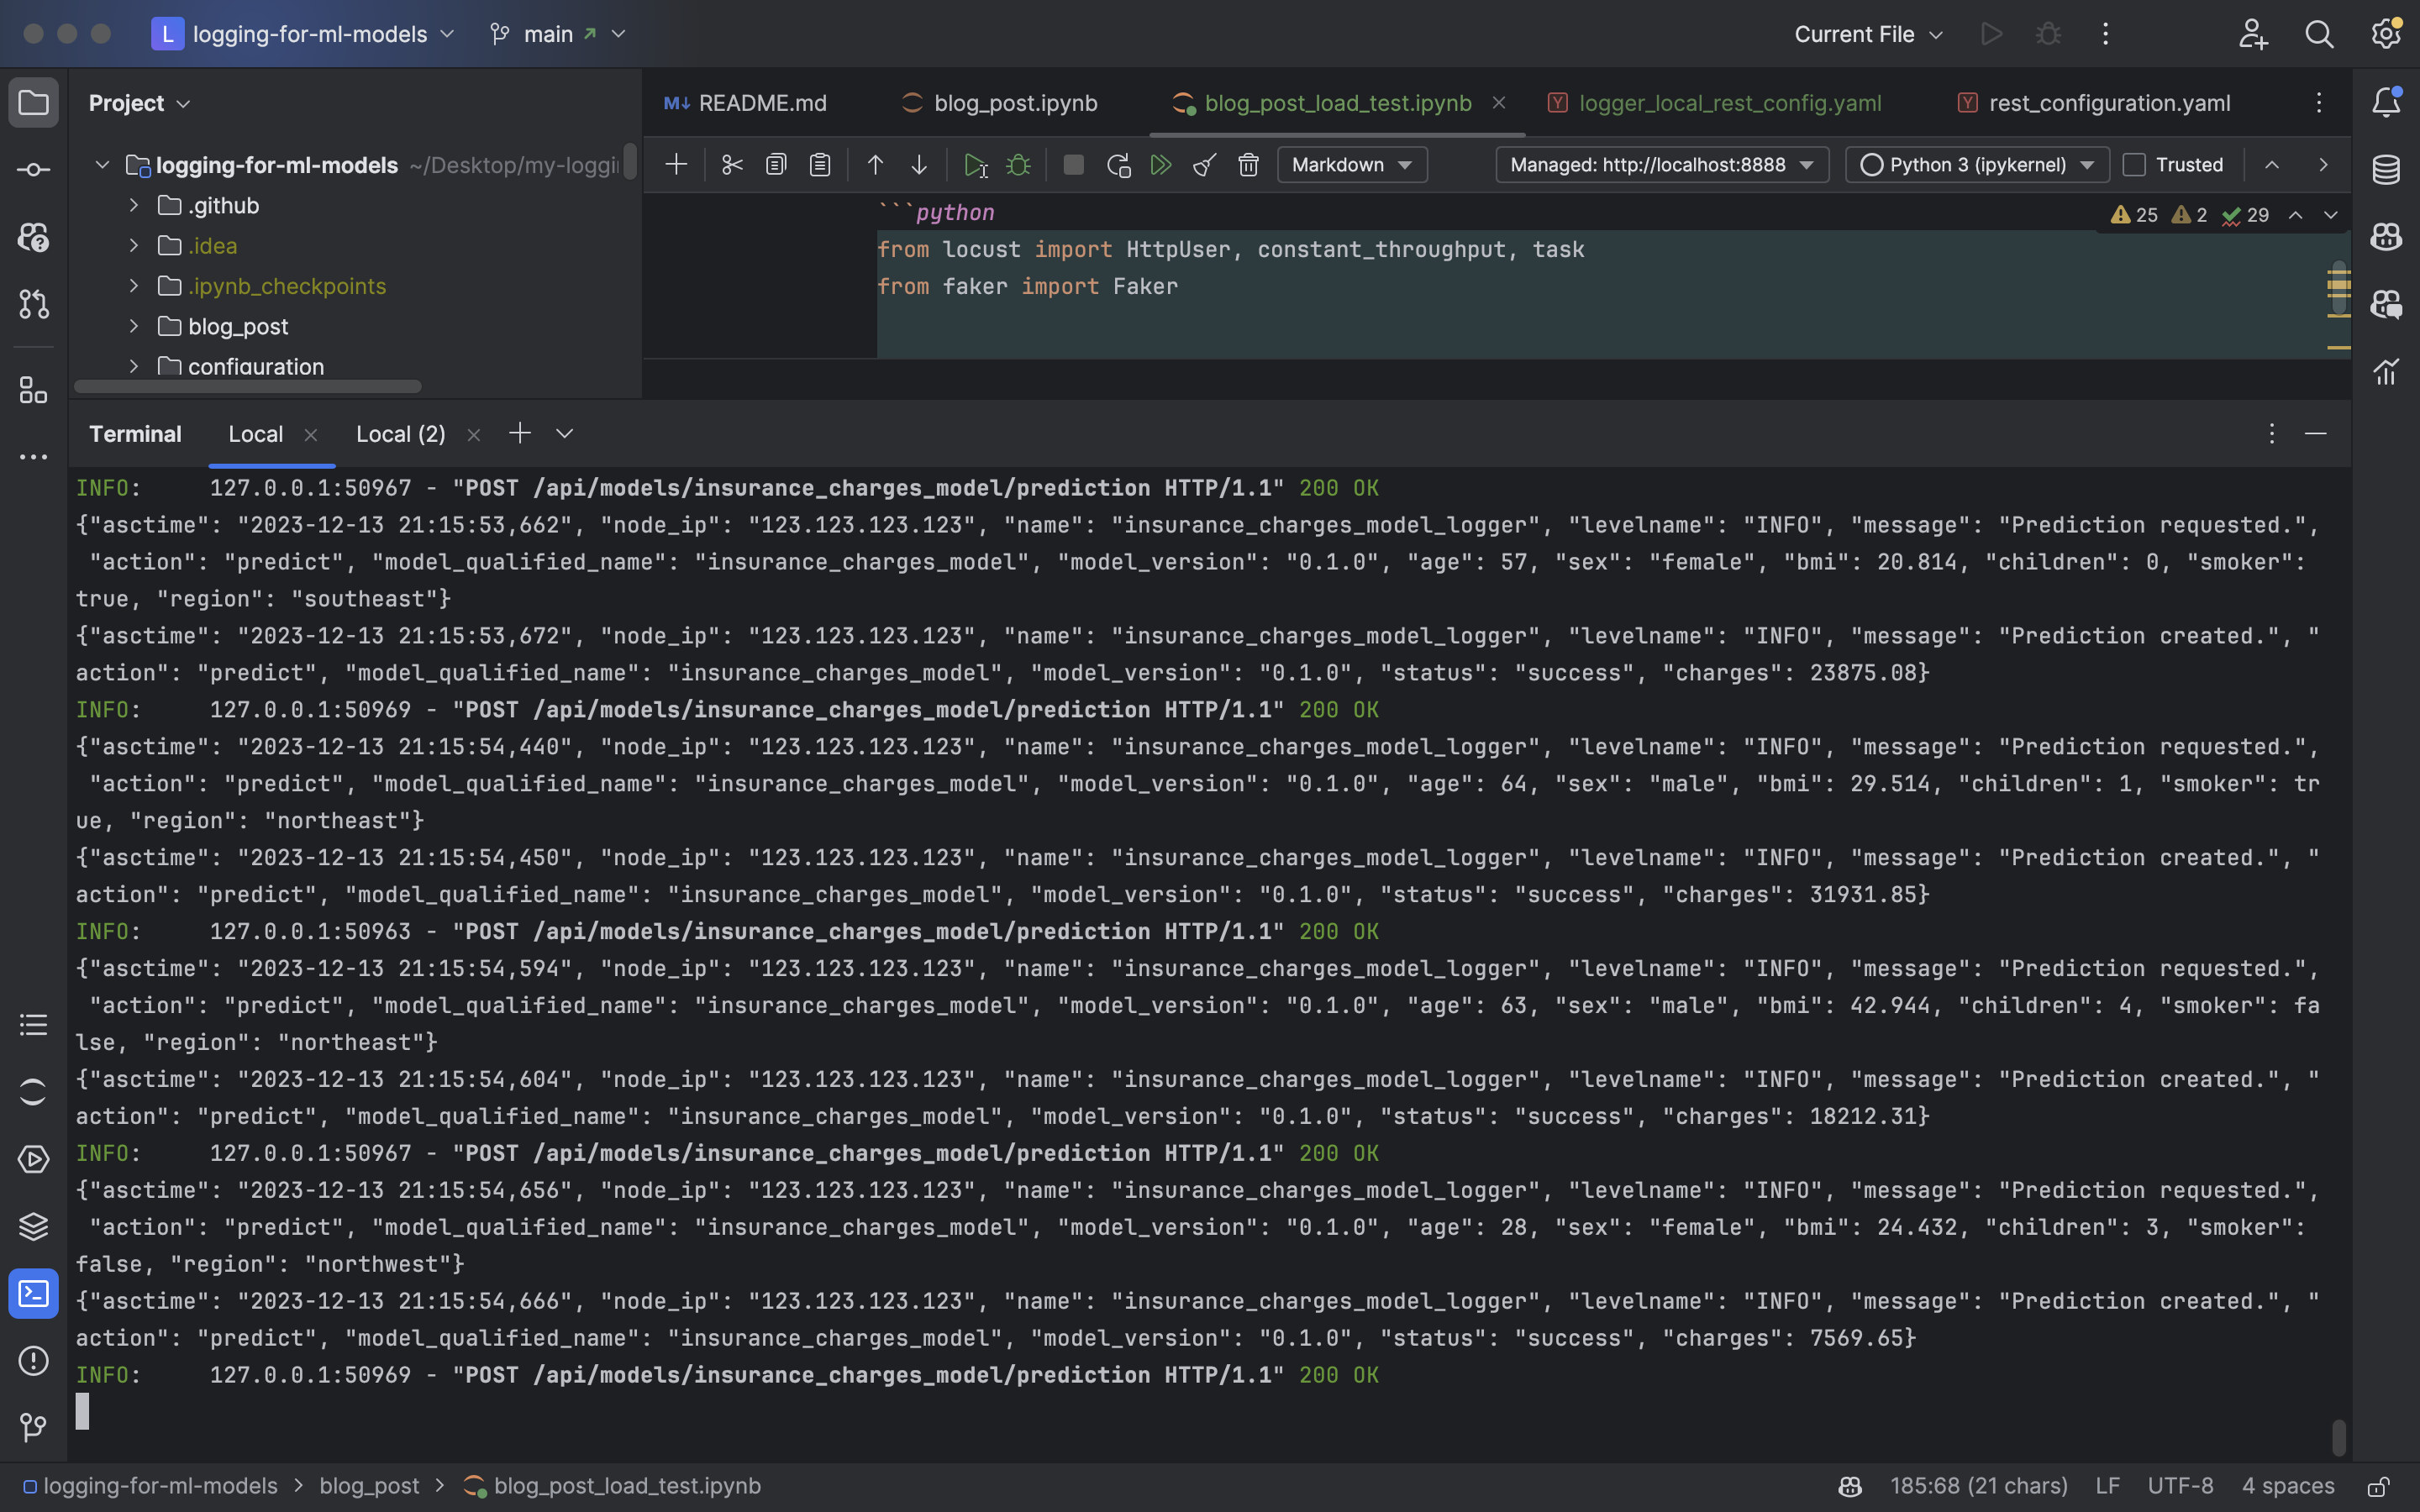 L logging-for-ml-models main Current File
Project
README.md blog_post.ipynb blog_post_load_test.ipynb logger_local_rest_config.yaml rest_configuration.yaml
logging-for-ml-models ~/Desktop/my-loggi
Markdown Managed: http://localhost:8888 Python 3 (ipykernel) Trusted
.github
.idea
.ipynb_checkpoints
blog_post
configuration
```python
25 2 29
from locust import HttpUser, constant_throughput, task
from faker import Faker
Terminal Local Local (2)
INFO: 127.0.0.1:50967 - "POST /api/models/insurance_charges_model/prediction HTTP/1.1" 200 OK
{"asctime": "2023-12-13 21:15:53,662", "node_ip": "123.123.123.123", "name": "insurance_charges_model_logger", "levelname": "INFO", "message": "Prediction requested.",
"action": "predict", "model_qualified_name": "insurance_charges_model", "model_version": "0.1.0", "age": 57, "sex": "female", "bmi": 20.814, "children": 0, "smoker":
true, "region": "southeast"}
{"asctime": "2023-12-13 21:15:53,672", "node_ip": "123.123.123.123", "name": "insurance_charges_model_logger", "levelname": "INFO", "message": "Prediction created.", "
action": "predict", "model_qualified_name": "insurance_charges_model", "model_version": "0.1.0", "status": "success", "charges": 23875.08}
INFO: 127.0.0.1:50969 - "POST /api/models/insurance_charges_model/prediction HTTP/1.1" 200 OK
{"asctime": "2023-12-13 21:15:54,440", "node_ip": "123.123.123.123", "name": "insurance_charges_model_logger", "levelname": "INFO", "message": "Prediction requested.",
"action": "predict", "model_qualified_name": "insurance_charges_model", "model_version": "0.1.0", "age": 64, "sex": "male", "bmi": 29.514, "children": 1, "smoker": tr
ue, "region": "northeast"}
{"asctime": "2023-12-13 21:15:54,450", "node_ip": "123.123.123.123", "name": "insurance_charges_model_logger", "levelname": "INFO", "message": "Prediction created.", "
action": "predict", "model_qualified_name": "insurance_charges_model", "model_version": "0.1.0", "status": "success", "charges": 31931.85}
INFO: 127.0.0.1:50963 - "POST /api/models/insurance_charges_model/prediction HTTP/1.1" 200 OK
{"asctime": "2023-12-13 21:15:54,594", "node_ip": "123.123.123.123", "name": "insurance_charges_model_logger", "levelname": "INFO", "message": "Prediction requested.",
"action": "predict", "model_qualified_name": "insurance_charges_model", "model_version": "0.1.0", "age": 63, "sex": "male", "bmi": 42.944, "children": 4, "smoker": fa
lse, "region": "northeast"}
{"asctime": "2023-12-13 21:15:54,604", "node_ip": "123.123.123.123", "name": "insurance_charges_model_logger", "levelname": "INFO", "message": "Prediction created.", "
action": "predict", "model_qualified_name": "insurance_charges_model", "model_version": "0.1.0", "status": "success", "charges": 18212.31}
INFO: 127.0.0.1:50967 - "POST /api/models/insurance_charges_model/prediction HTTP/1.1" 200 OK
{"asctime": "2023-12-13 21:15:54,656", "node_ip": "123.123.123.123", "name": "insurance_charges_model_logger", "levelname": "INFO", "message": "Prediction requested.",
"action": "predict", "model_qualified_name": "insurance_charges_model", "model_version": "0.1.0", "age": 28, "sex": "female", "bmi": 24.432, "children": 3, "smoker":
false, "region": "northwest"}
{"asctime": "2023-12-13 21:15:54,666", "node_ip": "123.123.123.123", "name": "insurance_charges_model_logger", "levelname": "INFO", "message": "Prediction created.", "
action": "predict", "model_qualified_name": "insurance_charges_model", "model_version": "0.1.0", "status": "success", "charges": 7569.65}
INFO: 127.0.0.1:50969 - "POST /api/models/insurance_charges_model/prediction HTTP/1.1" 200 OK
logging-for-ml-models > blog_post > blog_post_load_test.ipynb 185:68 (21 chars) LF UTF-8 4 spaces